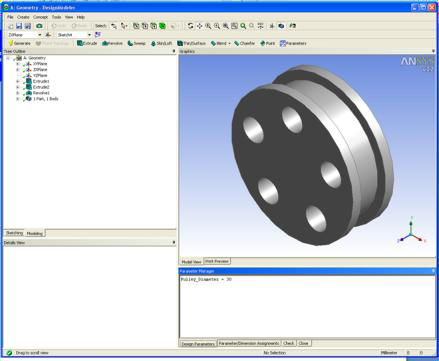 A: Geometry - DesignModeler
File Create Concept Tools View Help
Undo Redo Select:
ZXPlane Sketch4
Generate Extrude Revolve Sweep Skin/Loft Thin/Surface Blend Chamfer Point Parameters
Tree Outline
A: Geometry
XYPlane
ZXPlane
YZPlane
Extrude1
Extrude2
Revolve1
1 Part, 1 Body
Sketching Modeling
Details View
Graphics
ANSYS
Model View Print Preview
Parameter Manager
Pulley_Diameter = 30
Design Parameters Parameter/Dimension Assignments Check Close
Drag to scroll view
No Selection
Millimeter 0 0